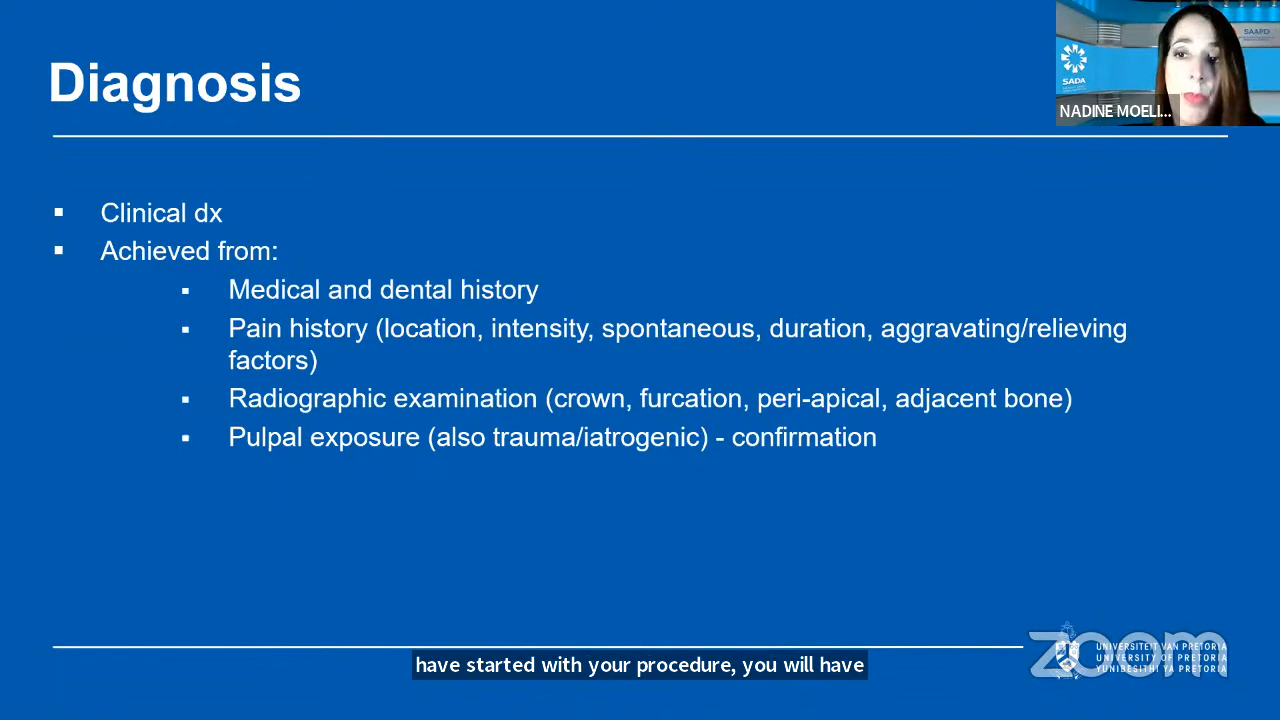 Diagnosis
SAAPD
SADA
NADINE MOELI...
▪ Clinical dx
▪ Achieved from:
▪ Medical and dental history
▪ Pain history (location, intensity, spontaneous, duration, aggravating/relieving
factors)
▪ Radiographic examination (crown, furcation, peri-apical, adjacent bone)
▪ Pulpal exposure (also trauma/iatrogenic) - confirmation
zoom
UNIVERSITEIT VAN PRETORIA
UNIVERSITY OF PRETORIA
YUNIBESITHI YA PRETORIA
have started with your procedure, you will have